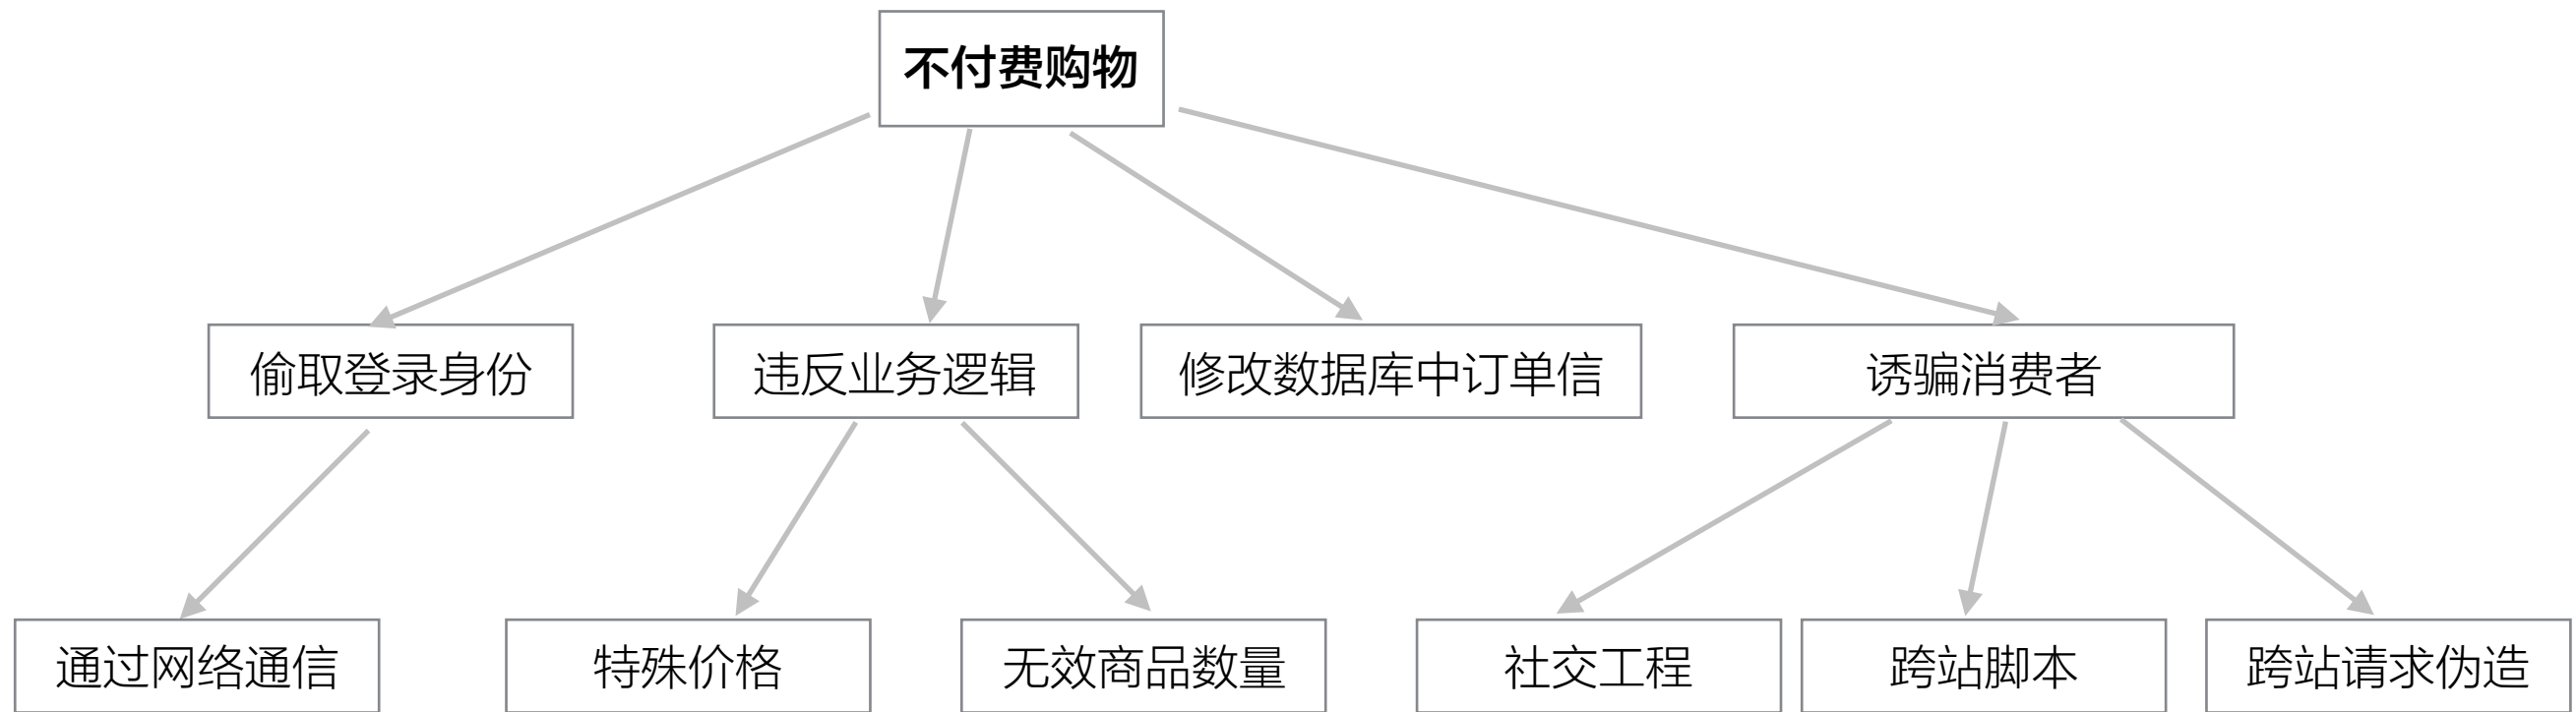 不付费购物
偷取登录身份
违反业务逻辑
修改数据库中订单信
诱骗消费者
通过网络通信
特殊价格
无效商品数量
社交工程
跨站脚本
跨站请求伪造